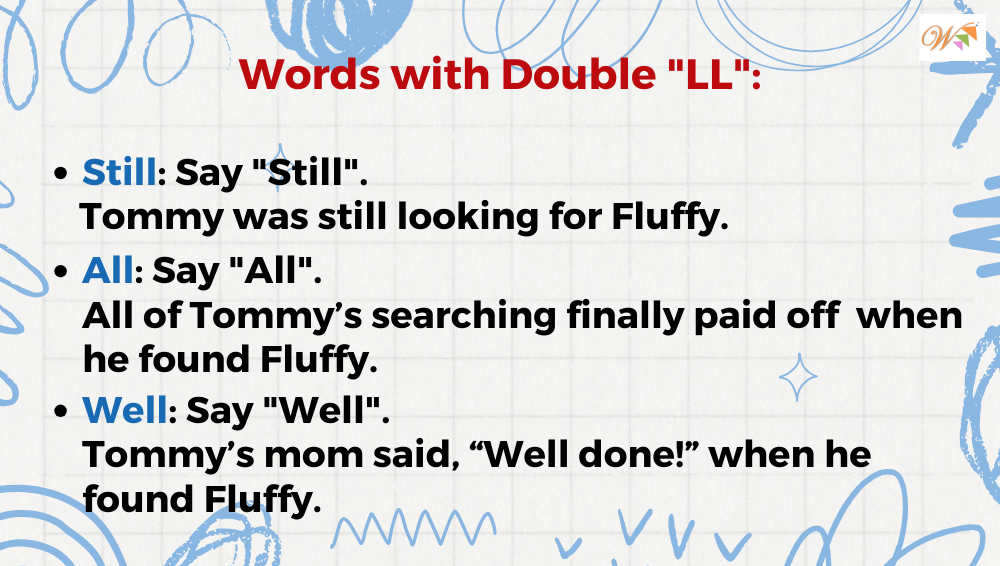 Words with Double "LL":
• Still: Say "Still".
Tommy was still looking for Fluffy.
• All: Say "All".
All of Tommy’s searching finally paid off  when
he found Fluffy.
• Well: Say "Well".
Tommy’s mom said, “Well done!” when he
found Fluffy.